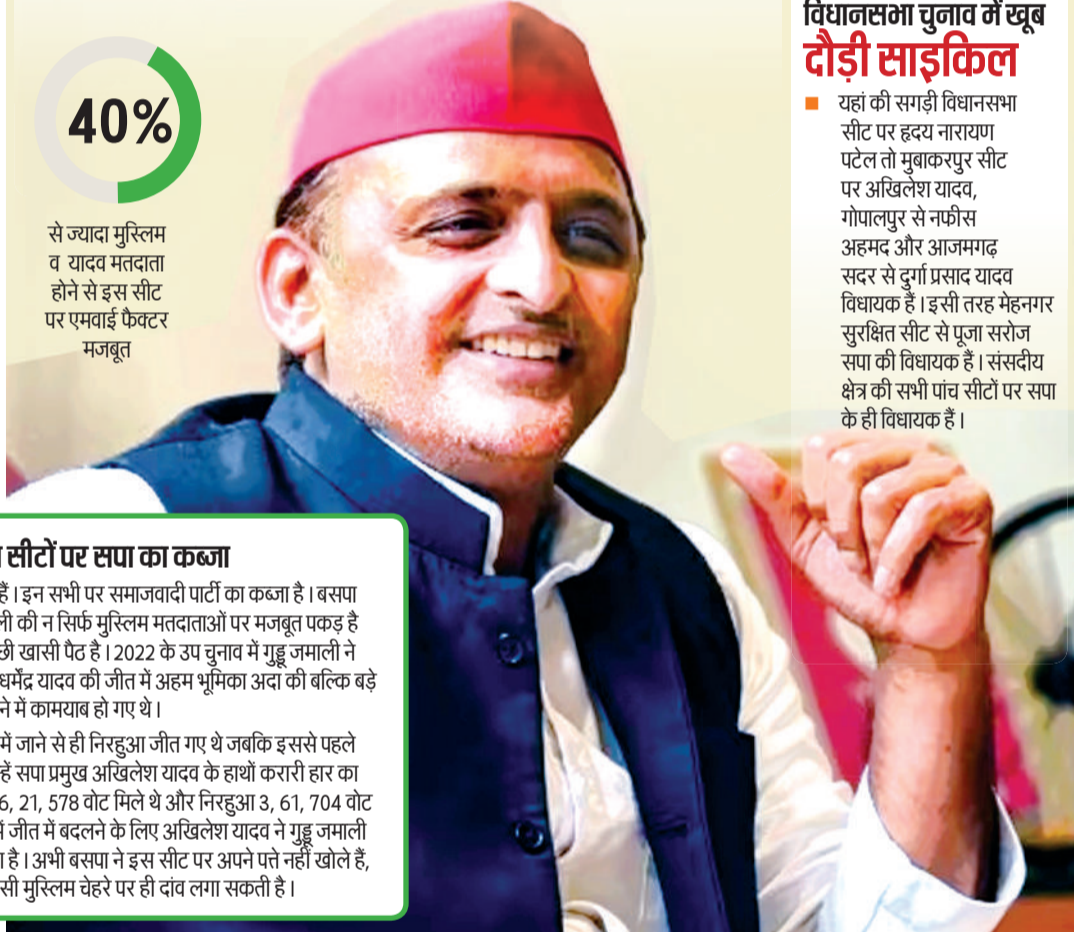 40%
से ज्यादा मुस्लिम
व यादव मतदाता
होने से इस सीट
पर एमवाई फैक्टर
मजबूत
विधानसभा चुनाव में खूब
दौड़ी साइकिल
यहां की सगड़ी विधानसभा
सीट पर हृदय नारायण
पटेल तो मुबाकरपुर सीट
पर अखिलेश यादव,
गोपालपुर से नफीस
अहमद और आजमगढ़
सदर से दुर्गा प्रसाद यादव
विधायक हैं। इसी तरह मेहनगर
सुरक्षित सीट से पूजा सरोज
सपा की विधायक हैं। संसदीय
क्षेत्र की सभी पांच सीटों पर सपा
के ही विधायक हैं।
सीटों पर सपा का कब्जा
हैं। इन सभी पर समाजवादी पार्टी का कब्जा है। बसपा
ली की न सिर्फ मुस्लिम मतदाताओं पर मजबूत पकड़ है
छी खासी पैठ है। 2022 के उप चुनाव में गुड्डू जमाली ने
धर्मेंद्र यादव की जीत में अहम भूमिका अदा की बल्कि बड़े
ने में कामयाब हो गए थे।
में जाने से ही निरहुआ जीत गए थे जबकि इससे पहले
न्हें सपा प्रमुख अखिलेश यादव के हाथों करारी हार का
6, 21, 578 वोट मिले थे और निरहुआ 3, 61, 704 वोट
में जीत में बदलने के लिए अखिलेश यादव ने गुड्डू जमाली
है। अभी बसपा ने इस सीट पर अपने पत्ते नहीं खोले हैं,
सी मुस्लिम चेहरे पर ही दांव लगा सकती है।